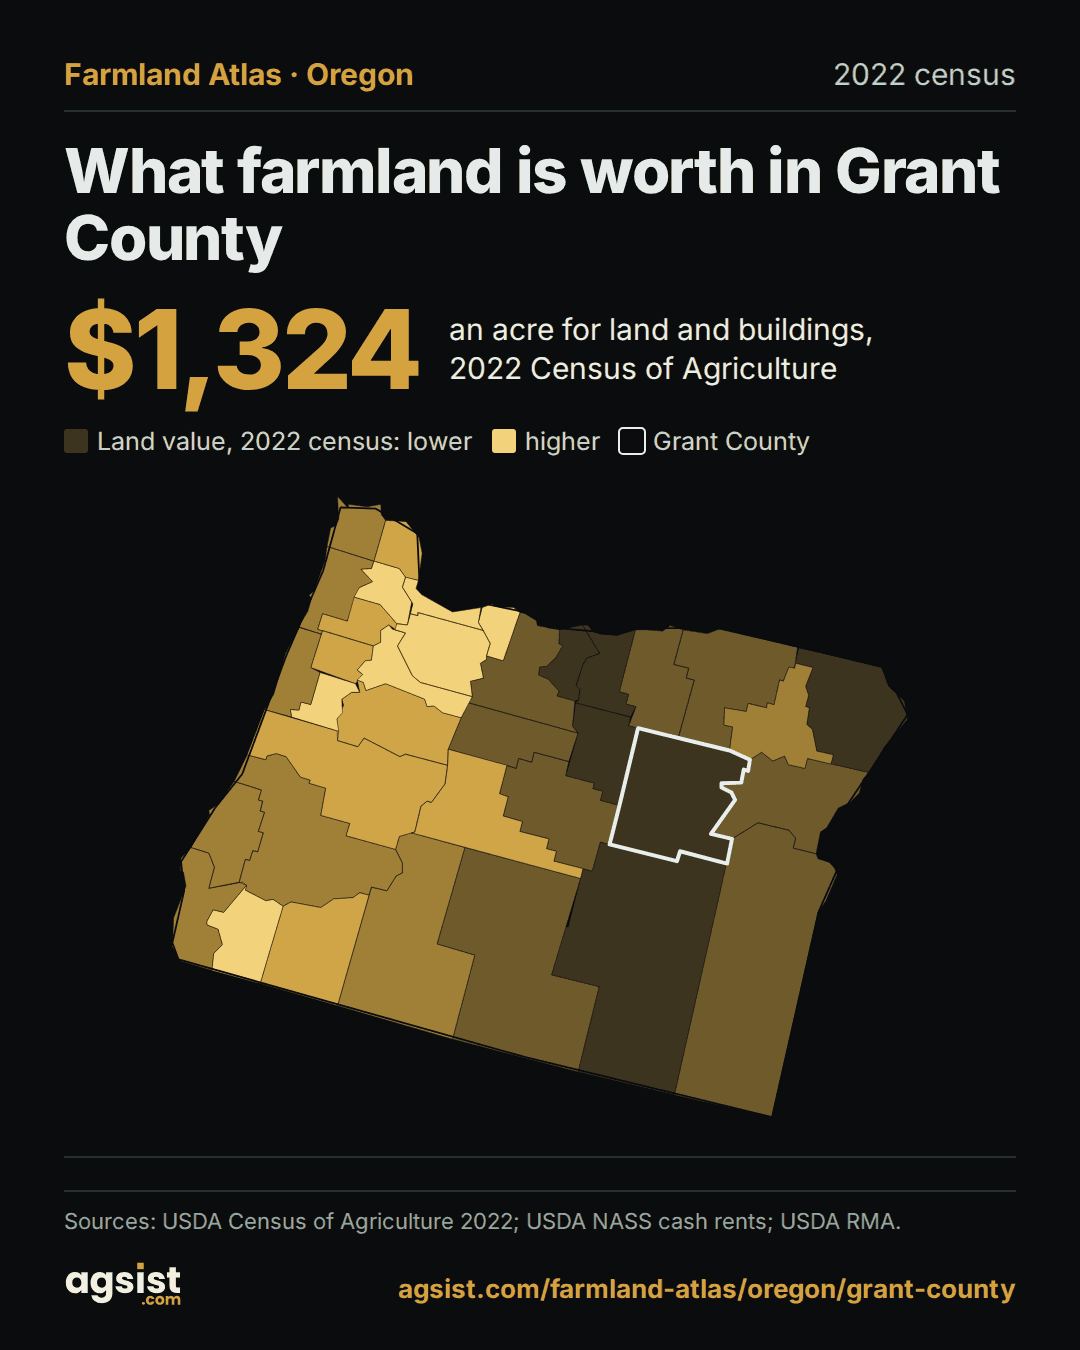 Farmland Atlas · Oregon
2022 census
What farmland is worth in Grant
County
$1,324
an acre for land and buildings,
2022 Census of Agriculture
Land value, 2022 census: lower
higher
Grant County
Sources: USDA Census of Agriculture 2022; USDA NASS cash rents; USDA RMA.
agsist
.com
agsist.com/farmland-atlas/oregon/grant-county